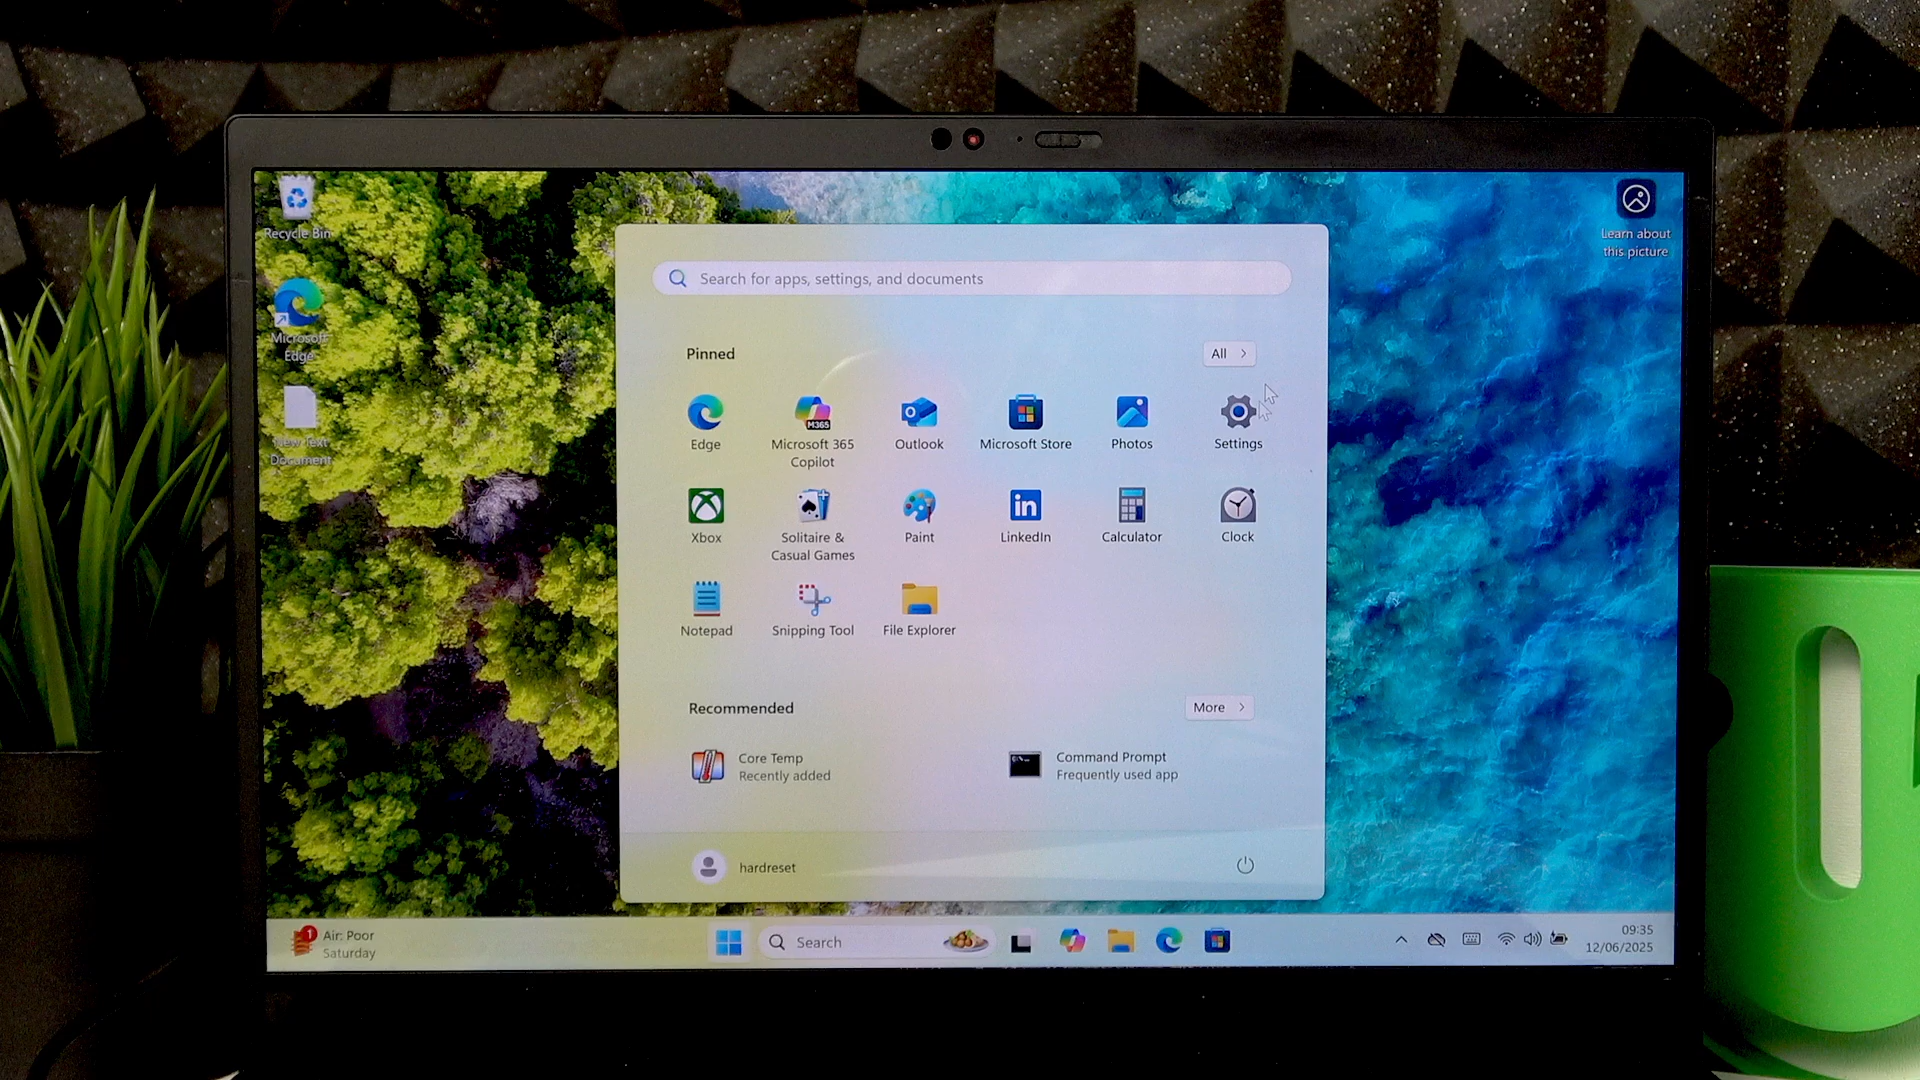 Recycle Bin
Microsoft
Edge
New Text
Document
Learn about
this picture
Search for apps, settings, and documents
Pinned
All
Edge
M365
Microsoft 365
Copilot
Outlook
Microsoft Store
Photos
Settings
Xbox
Solitaire &
Casual Games
Paint
in
LinkedIn
Calculator
Clock
Notepad
Snipping Tool
File Explorer
Recommended
More
Core Temp
Recently added
Command Prompt
Frequently used app
hardreset
1
Air: Poor
Saturday
Search
09:35
12/06/2025